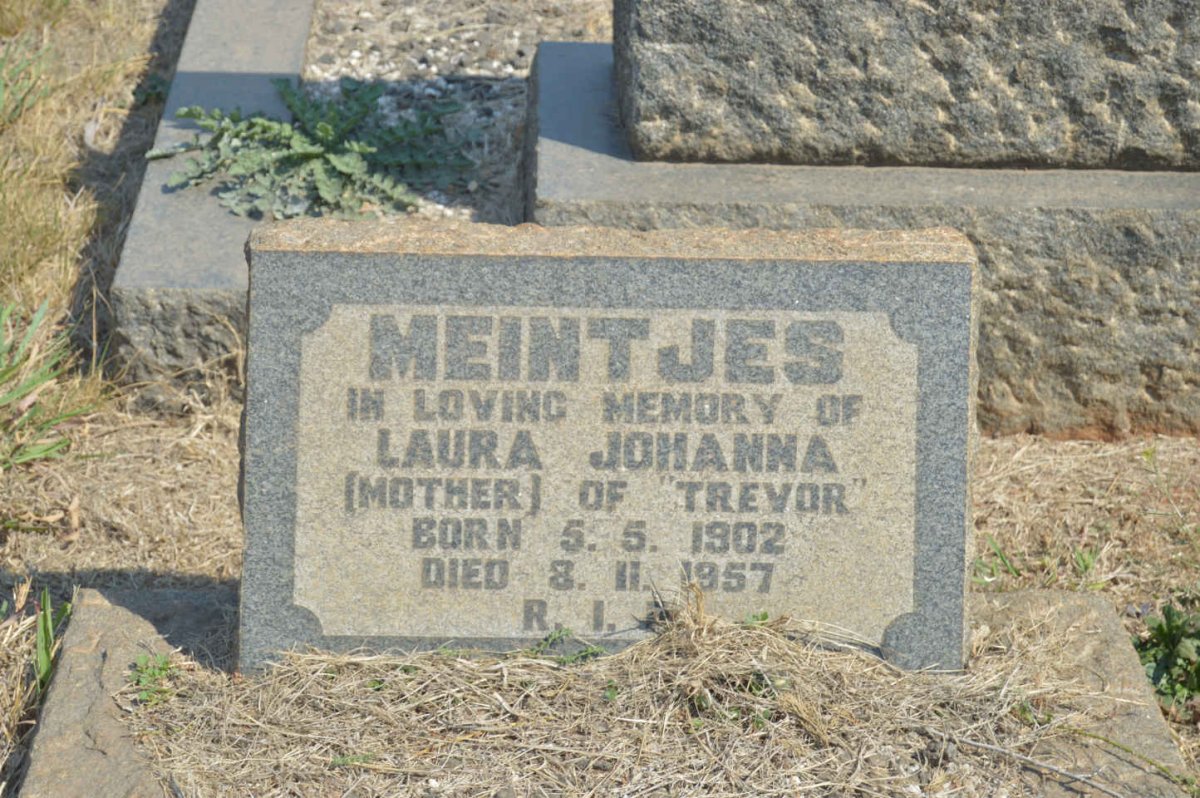 MEINTJES
IN LOVING MEMORY OF
LAURA JOHANNA
(MOTHER) OF "TREVOR"
BORN 5. 5. 1902
DIED 8. 11. 1957
R. I.